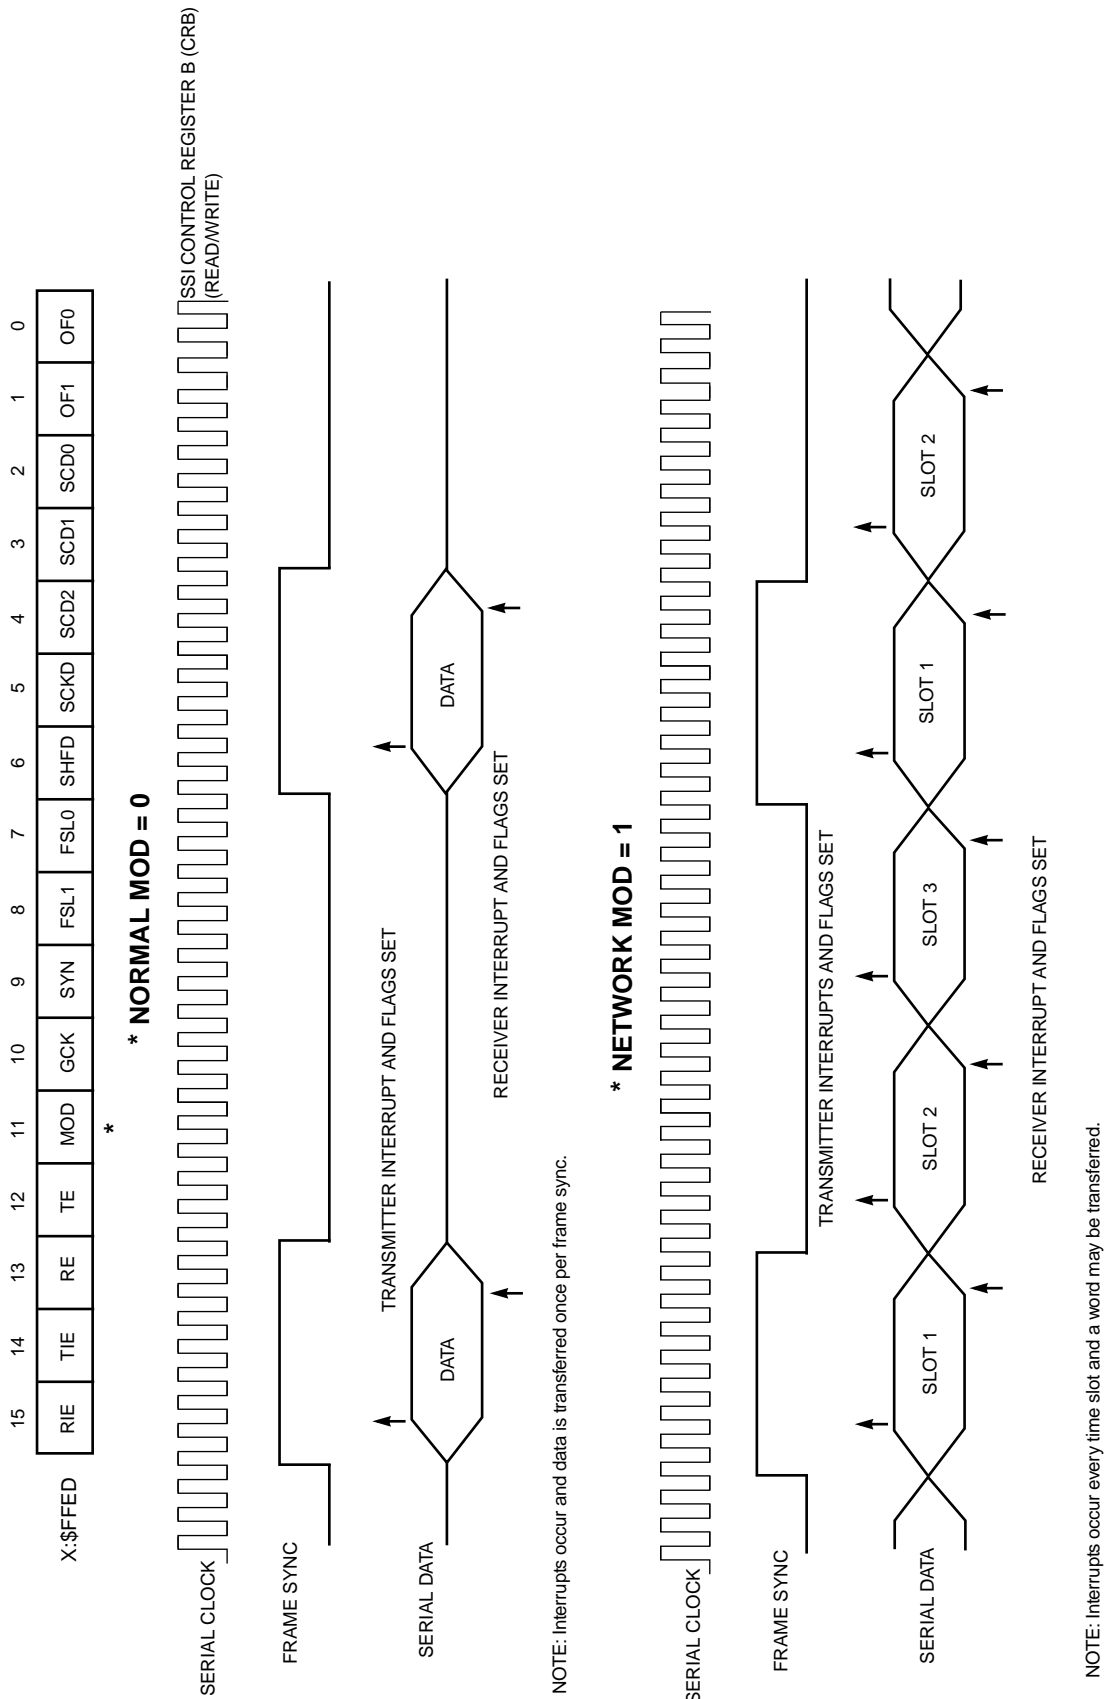 15 14 13 12 11 10 9 8 7 6 5 4 3 2 1 0
X:$FFED RIE TIE RE TE MOD GCK SYN FSL1 FSL0 SHFD SCKD SCD2 SCD1 SCD0 OF1 OF0
*
SSI CONTROL REGISTER B (CRB)
(READ/WRITE)
* NORMAL MOD = 0
SERIAL CLOCK
FRAME SYNC
TRANSMITTER INTERRUPT AND FLAGS SET
SERIAL DATA DATA DATA
RECEIVER INTERRUPT AND FLAGS SET
NOTE: Interrupts occur and data is transferred once per frame sync.
* NETWORK MOD = 1
SERIAL CLOCK
FRAME SYNC
TRANSMITTER INTERRUPTS AND FLAGS SET
SERIAL DATA SLOT 1 SLOT 2 SLOT 3 SLOT 1 SLOT 2
RECEIVER INTERRUPT AND FLAGS SET
NOTE: Interrupts occur every time slot and a word may be transferred.